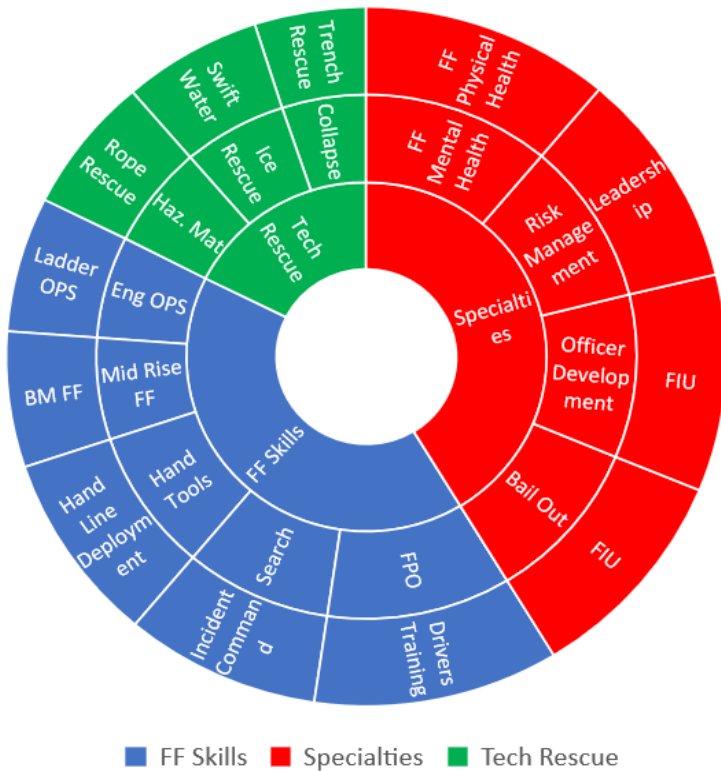 Trench
Rescue
Swift
Water
Rope
Rescue
Collapse
Ice
Rescue
Haz. Mat
Tech
Rescue
FF
Physical
Health
Leadersh
ip
FIU
FIU
FF
Mental
Health
Risk
Manage
ment
Officer
Develop
ment
Bail Out
Specialti
es
Ladder
OPS
Eng OPS
BM FF
Mid Rise
FF
Hand
Line
Deploym
ent
Hand
Tools
FF Skills
Search
Incident
Comman
d
FPO
Drivers
Training
FF Skills
Specialties
Tech Rescue